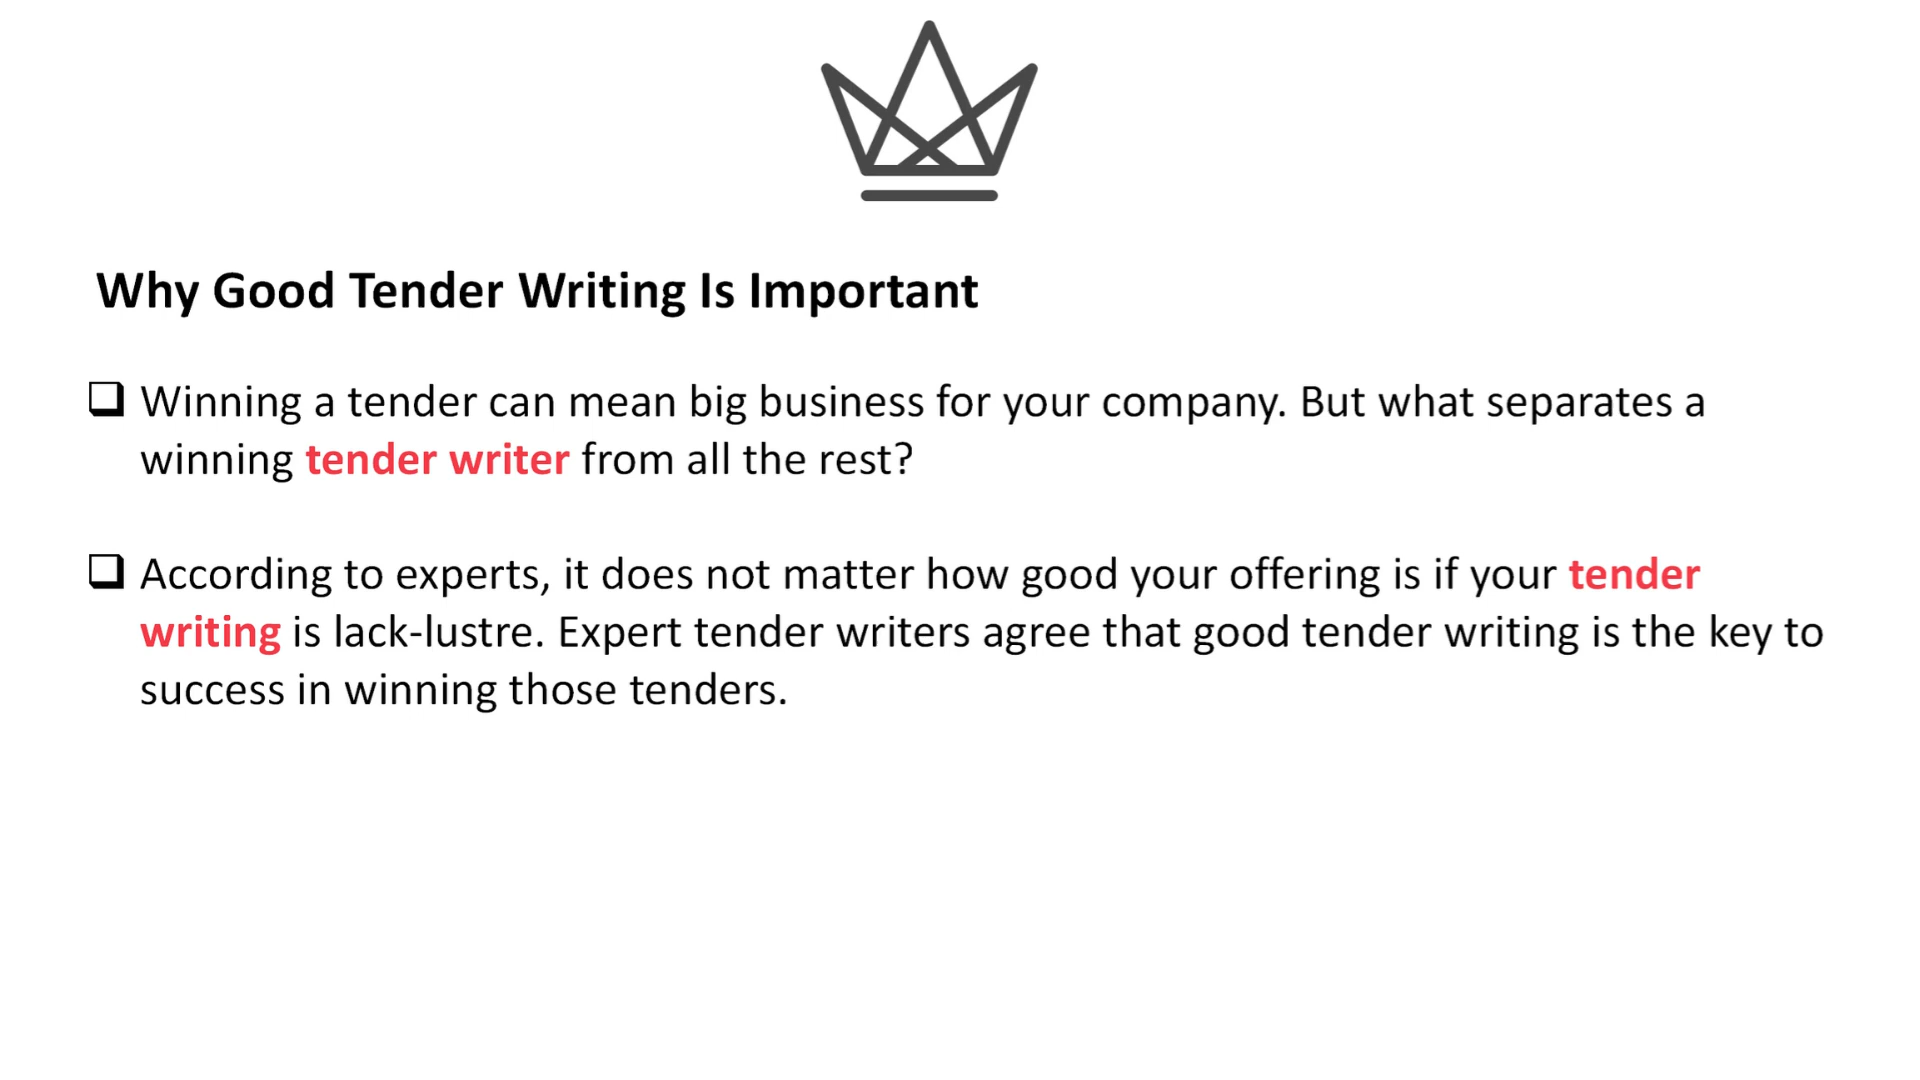 Why Good Tender Writing Is Important
Winning a tender can mean big business for your company. But what separates a
winning tender writer from all the rest?
According to experts, it does not matter how good your offering is if your tender
writing is lack-lustre. Expert tender writers agree that good tender writing is the key to
success in winning those tenders.